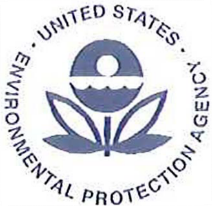 UNITED STATES
· ENVIRONMENTAL PROTECTION AGENCY ·